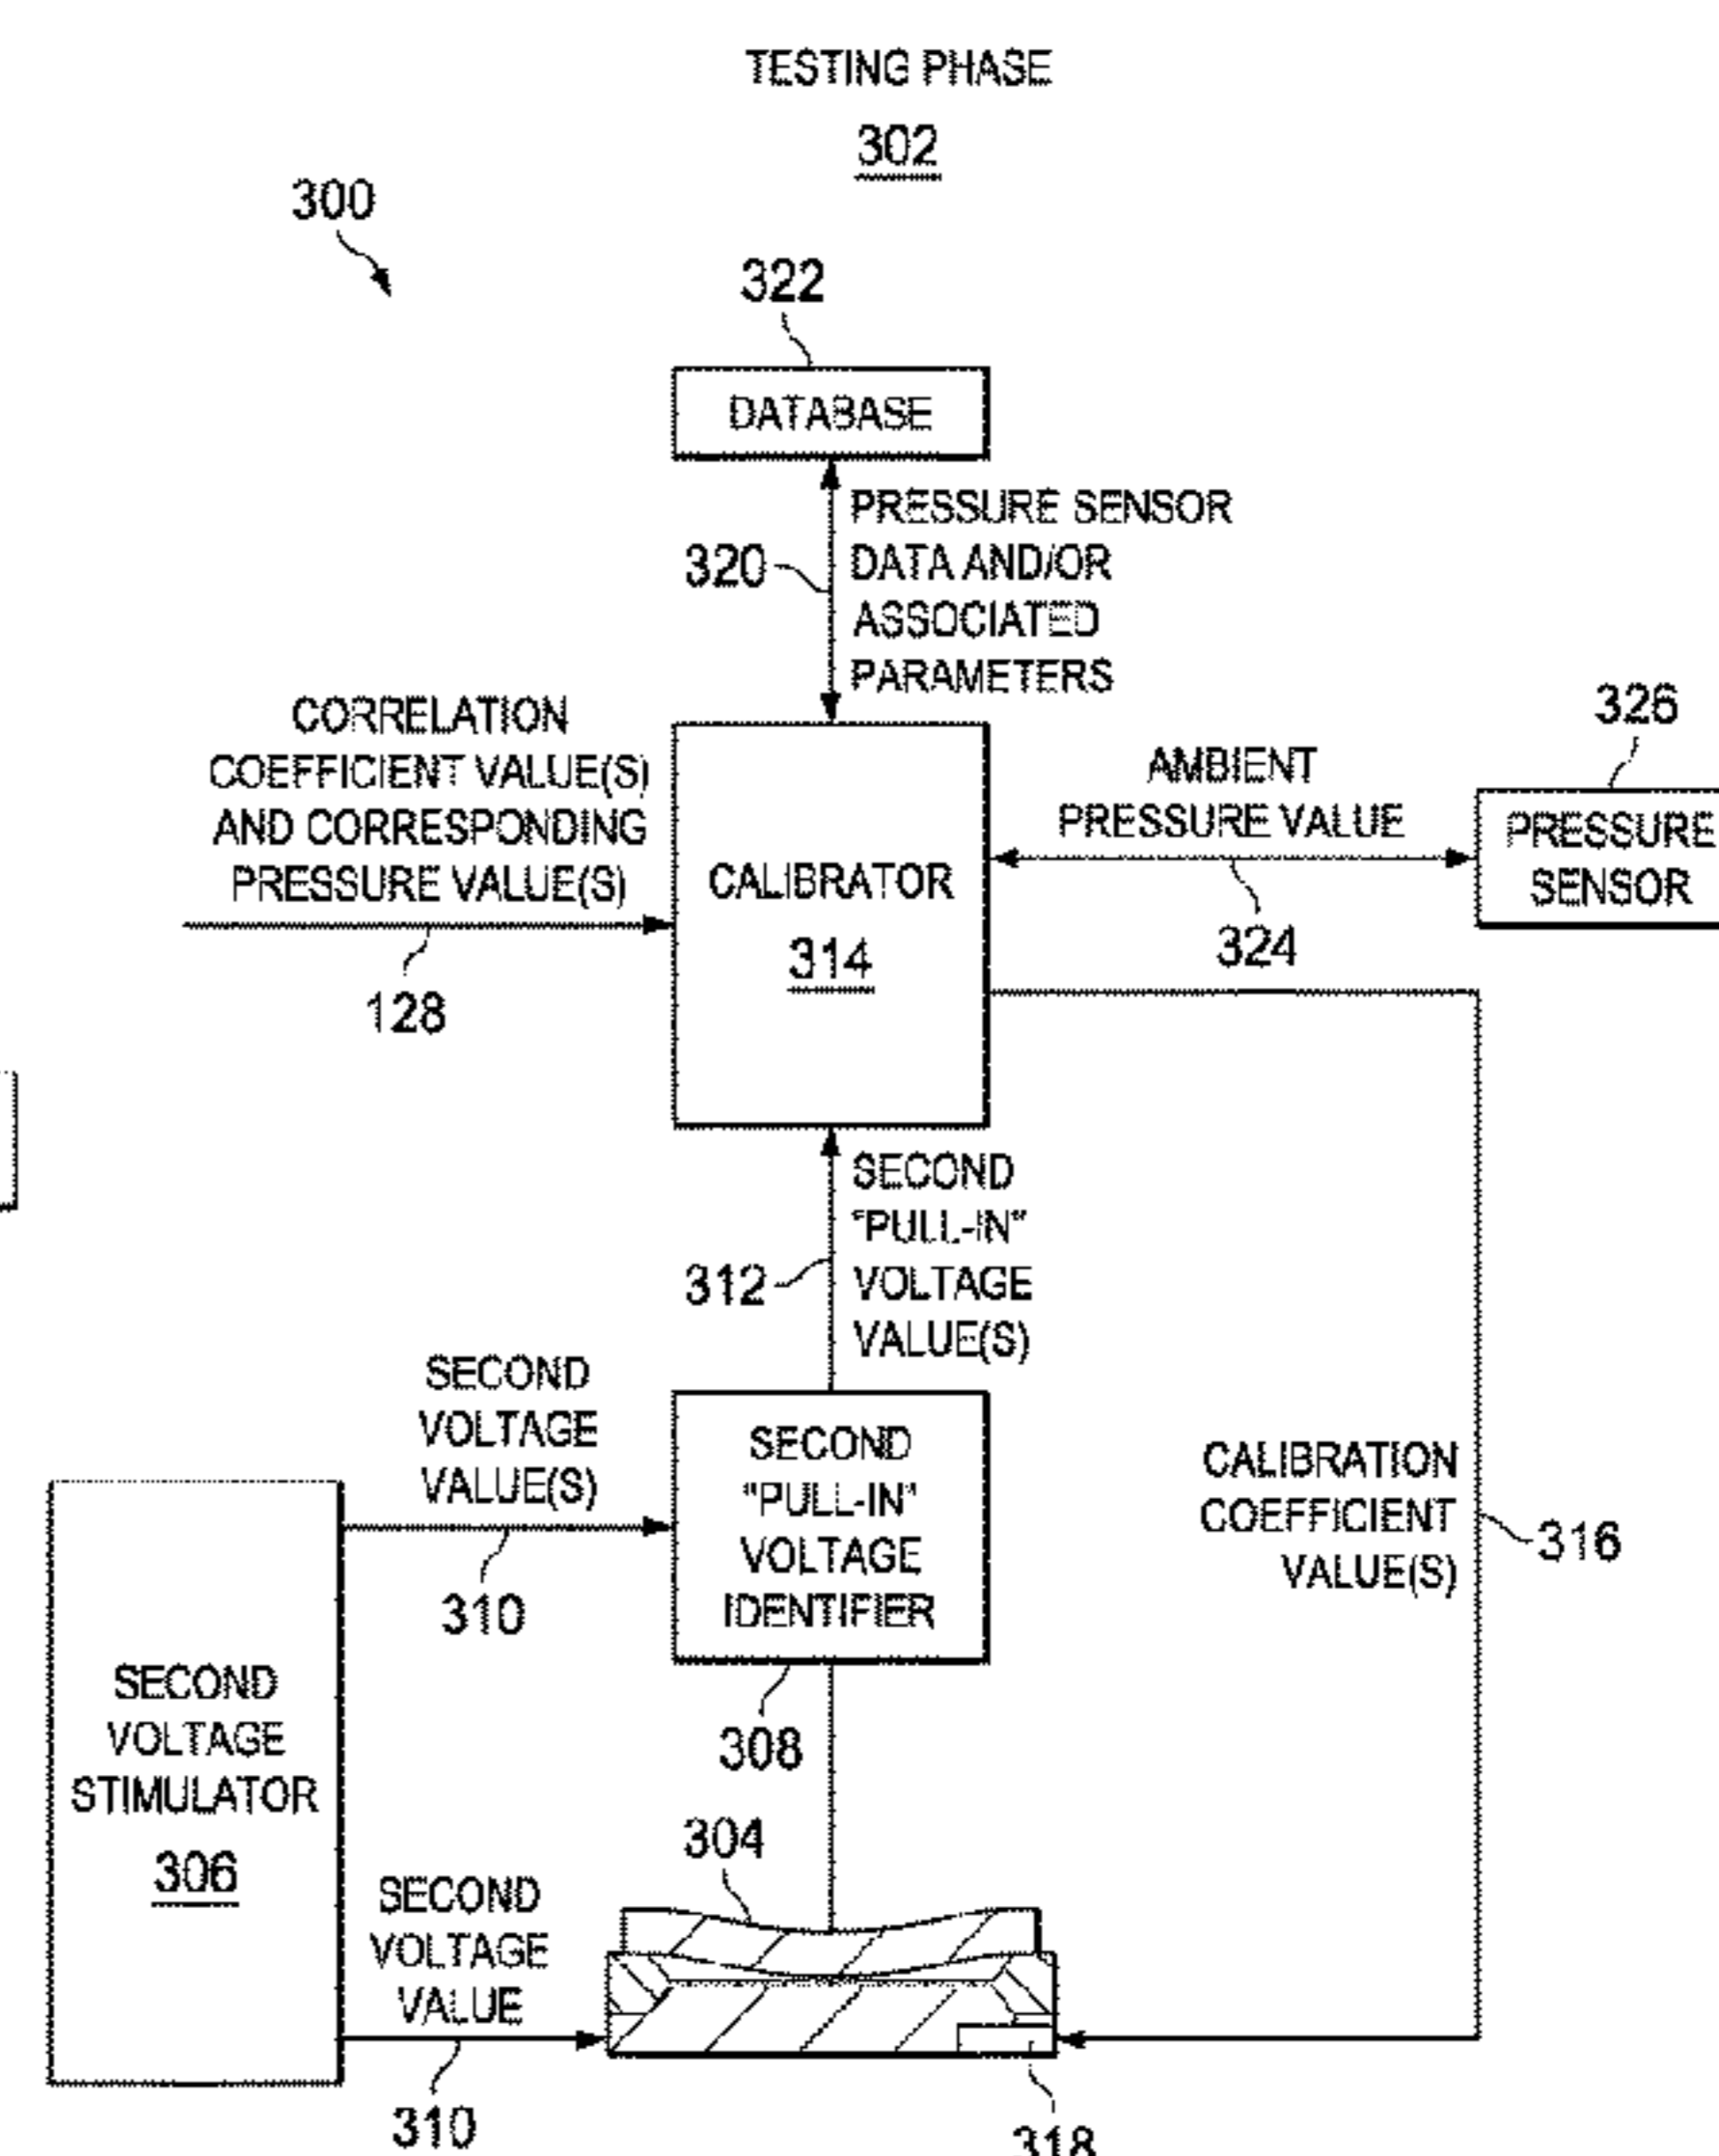 TESTING PHASE
302
300
322
DATABASE
320
PRESSURE SENSOR
DATA AND/OR
ASSOCIATED
PARAMETERS
CORRELATION
COEFFICIENT VALUE(S)
AND CORRESPONDING
PRESSURE VALUE(S)
128
CALIBRATOR
314
AMBIENT
PRESSURE VALUE
324
326
PRESSURE
SENSOR
312
SECOND
"PULL-IN"
VOLTAGE
VALUE(S)
SECOND
VOLTAGE
VALUE(S)
310
SECOND
"PULL-IN"
VOLTAGE
IDENTIFIER
308
CALIBRATION
COEFFICIENT
VALUE(S)
316
SECOND
VOLTAGE
STIMULATOR
306
SECOND
VOLTAGE
VALUE
310
304
318